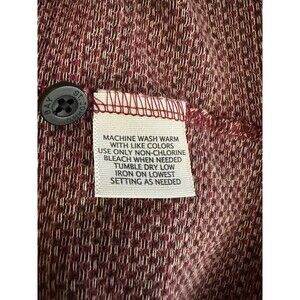 MACHINE WASH WARM
WITH LIKE COLORS
USE ONLY NON-CHLORINE
BLEACH WHEN NEEDED
TUMBLE DRY LOW
IRON ON LOWEST
SETTING AS NEEDED